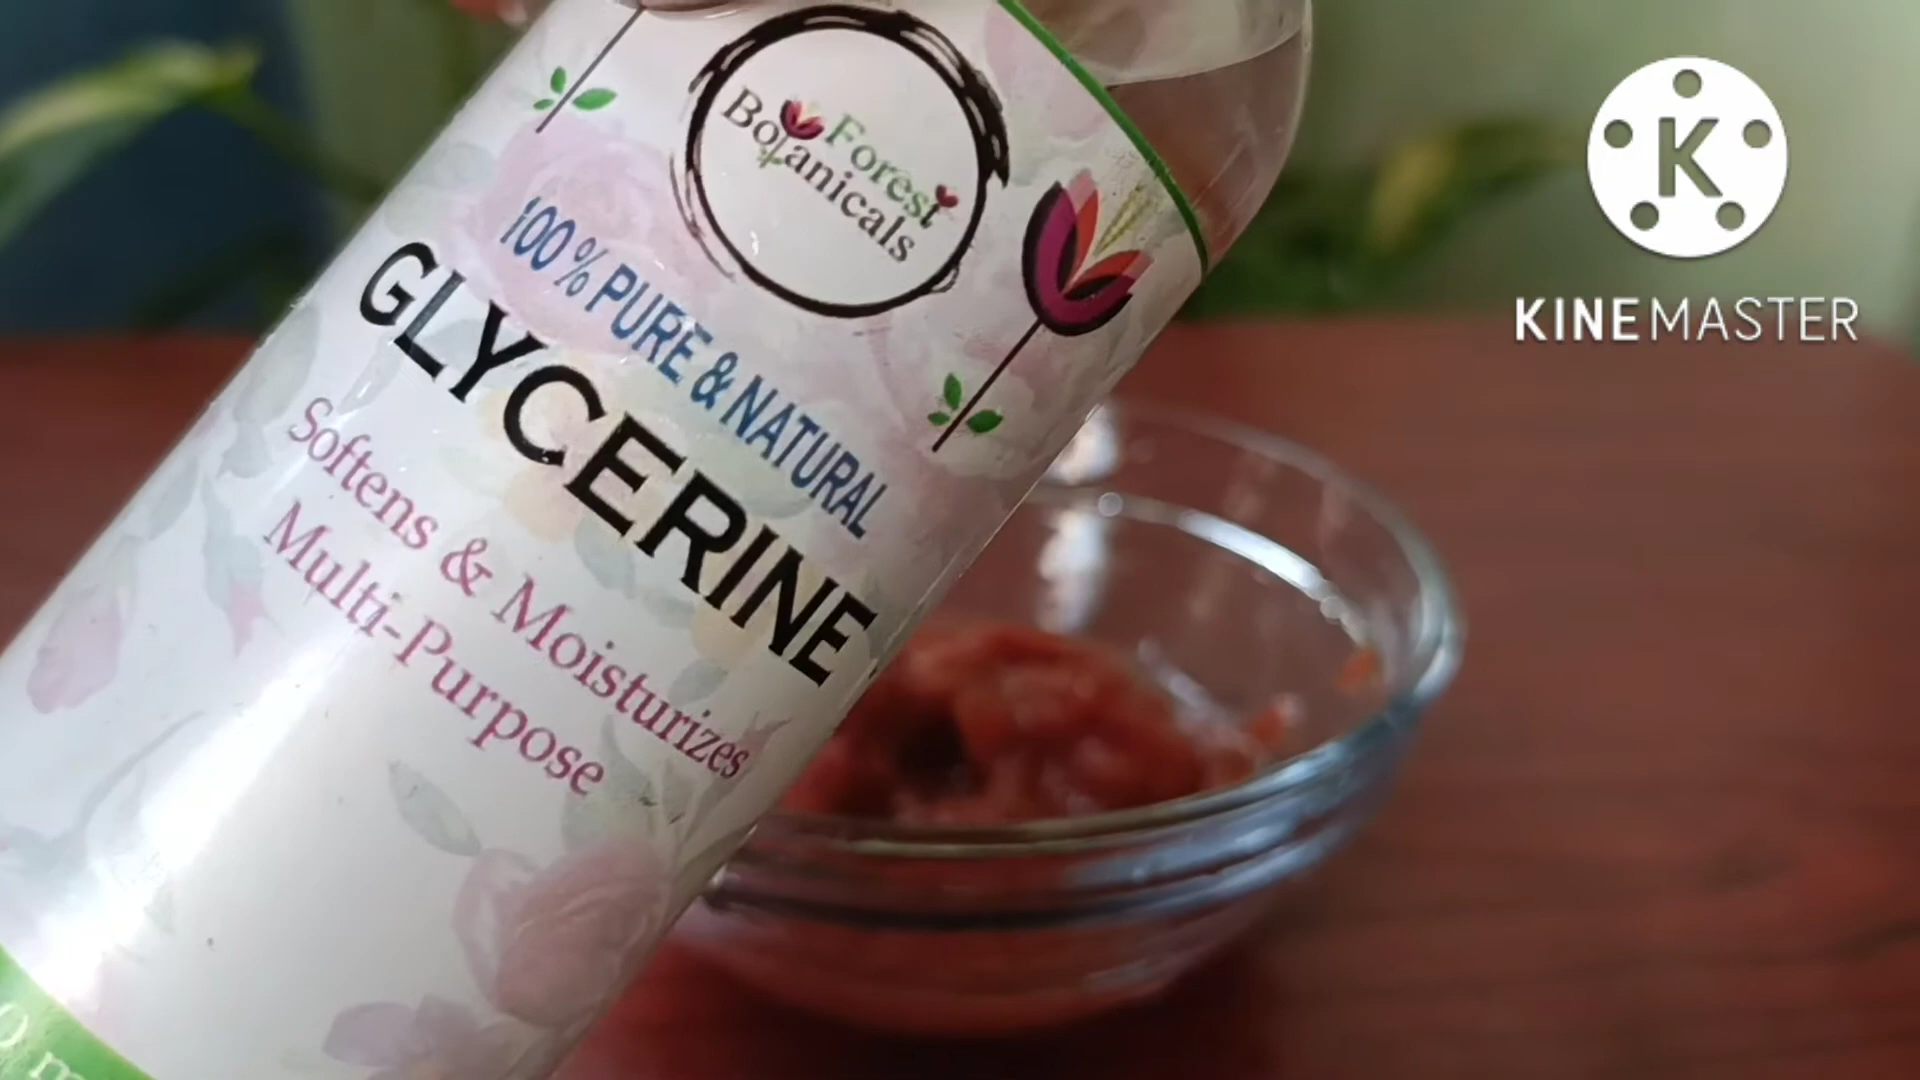 Forest
Botanicals
100% PURE & NATURAL
GLYCERINE
Softens & Moisturizes
Multi-Purpose
K
KINEMASTER